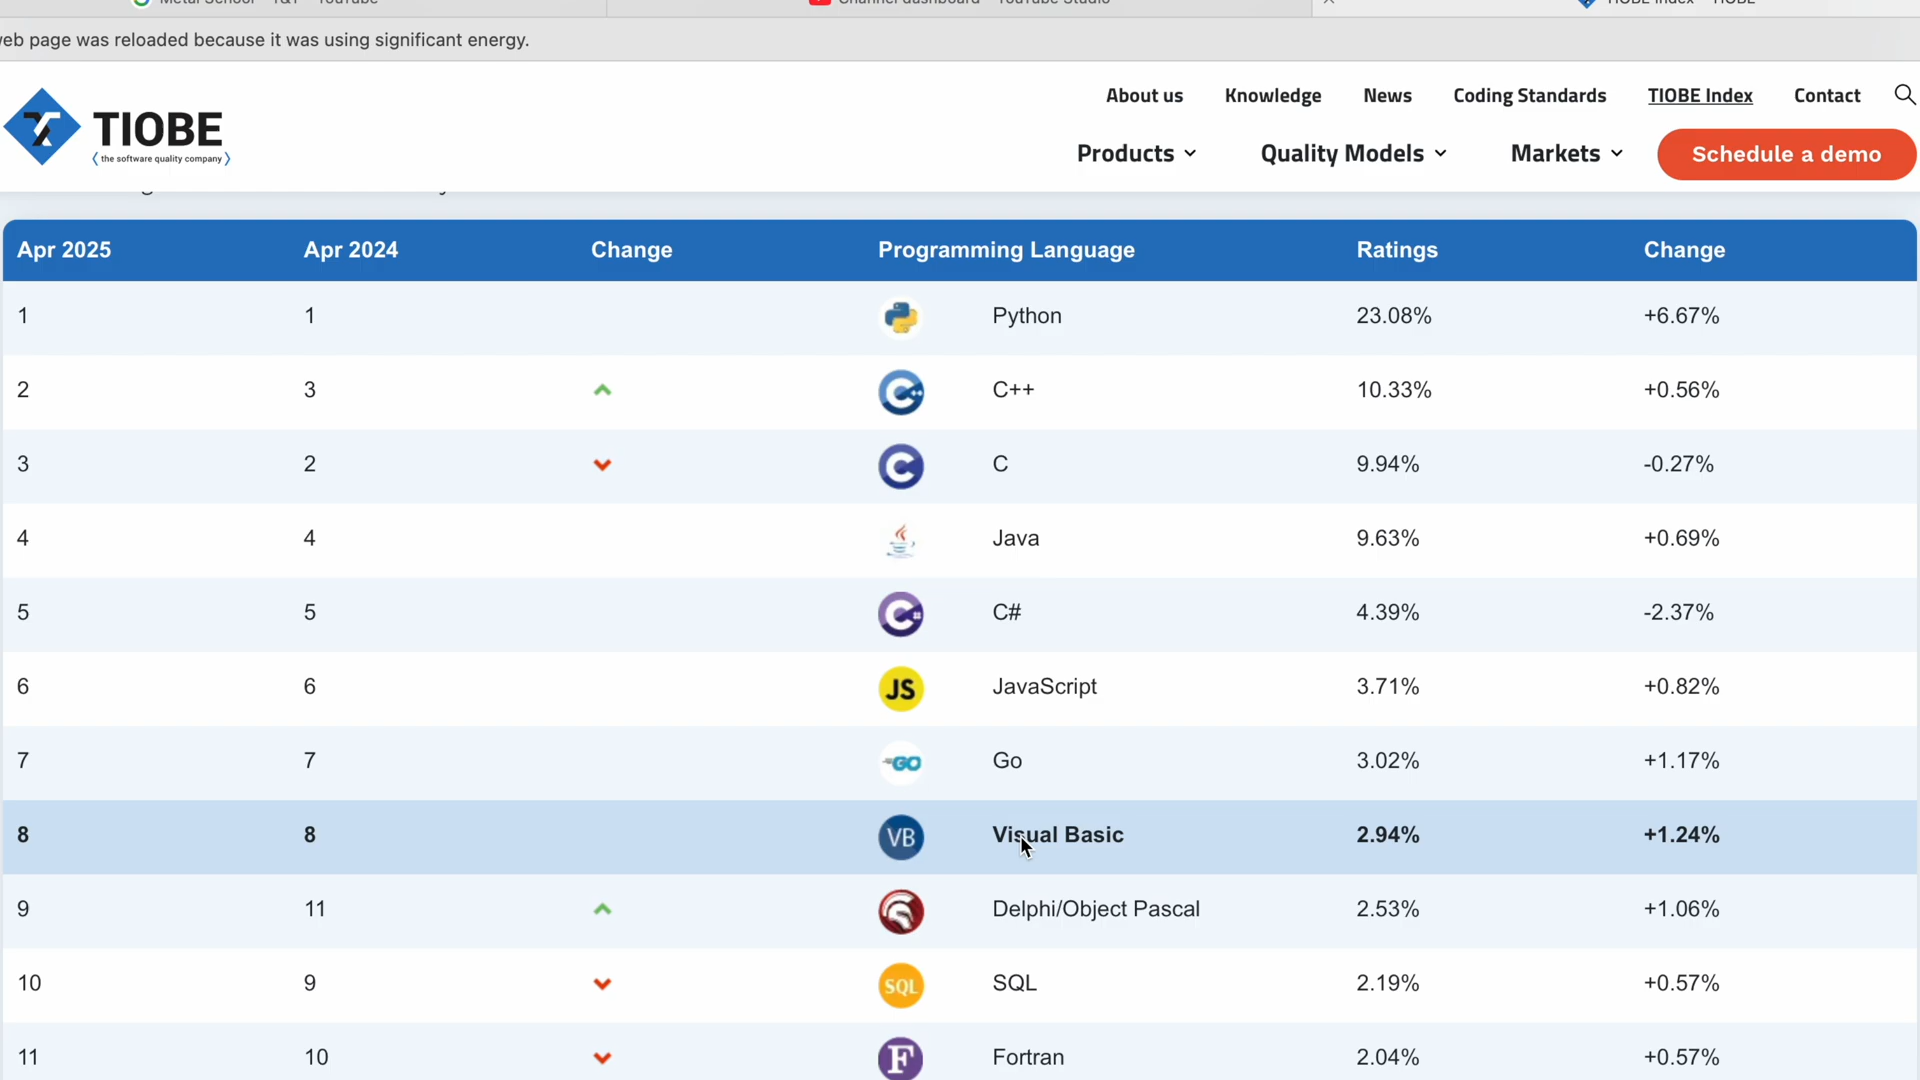 Channel dashboard - YouTube Studio
web page was reloaded because it was using significant energy.
About us Knowledge News Coding Standards TIOBE Index Contact
TIOBE
(the software quality company)
Products Quality Models Markets Schedule a demo
Apr 2025 Apr 2024 Change Programming Language Ratings Change
1 1 Python 23.08% +6.67%
2 3 C++ 10.33% +0.56%
3 2 C 9.94% -0.27%
4 4 Java 9.63% +0.69%
5 5 C# 4.39% -2.37%
6 6 JS JavaScript 3.71% +0.82%
7 7 GO Go 3.02% +1.17%
8 8 VB Visual Basic 2.94% +1.24%
9 11 Delphi/Object Pascal 2.53% +1.06%
10 9 SQL SQL 2.19% +0.57%
11 10 F Fortran 2.04% +0.57%